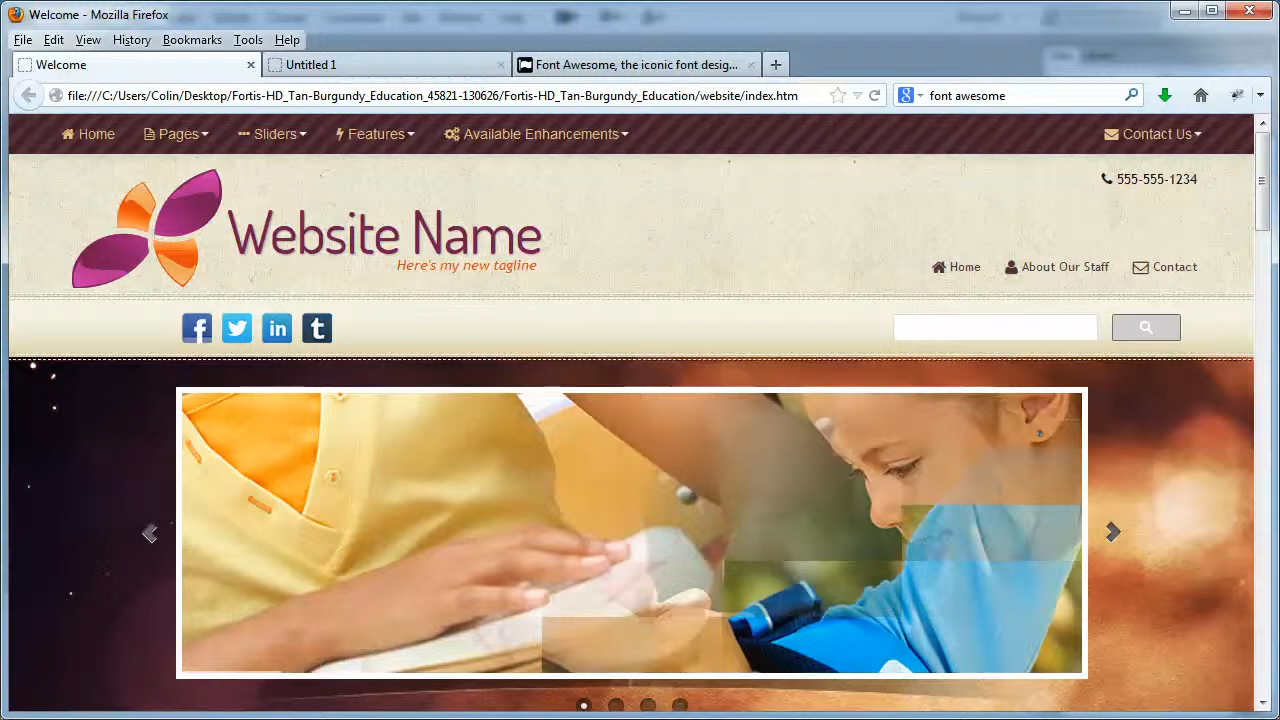 Welcome - Mozilla Firefox
File Edit View History Bookmarks Tools Help
Welcome Untitled 1 Font Awesome, the iconic font desig...
file:///C:/Users/Colin/Desktop/Fortis-HD_Tan-Burgundy_Education_45821-130626/Fortis-HD_Tan-Burgundy_Education/website/index.htm font awesome
Home Pages Sliders Features Available Enhancements Contact Us
555-555-1234
Website Name
Here's my new tagline
Home About Our Staff Contact